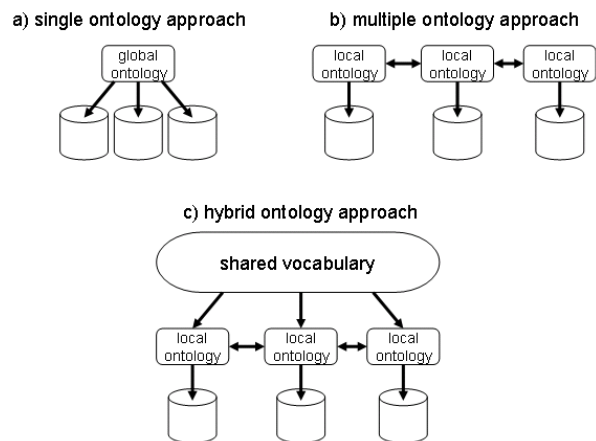 a) single ontology approach
global
ontology
b) multiple ontology approach
local
ontology
local
ontology
local
ontology
c) hybrid ontology approach
shared vocabulary
local
ontology
local
ontology
local
ontology